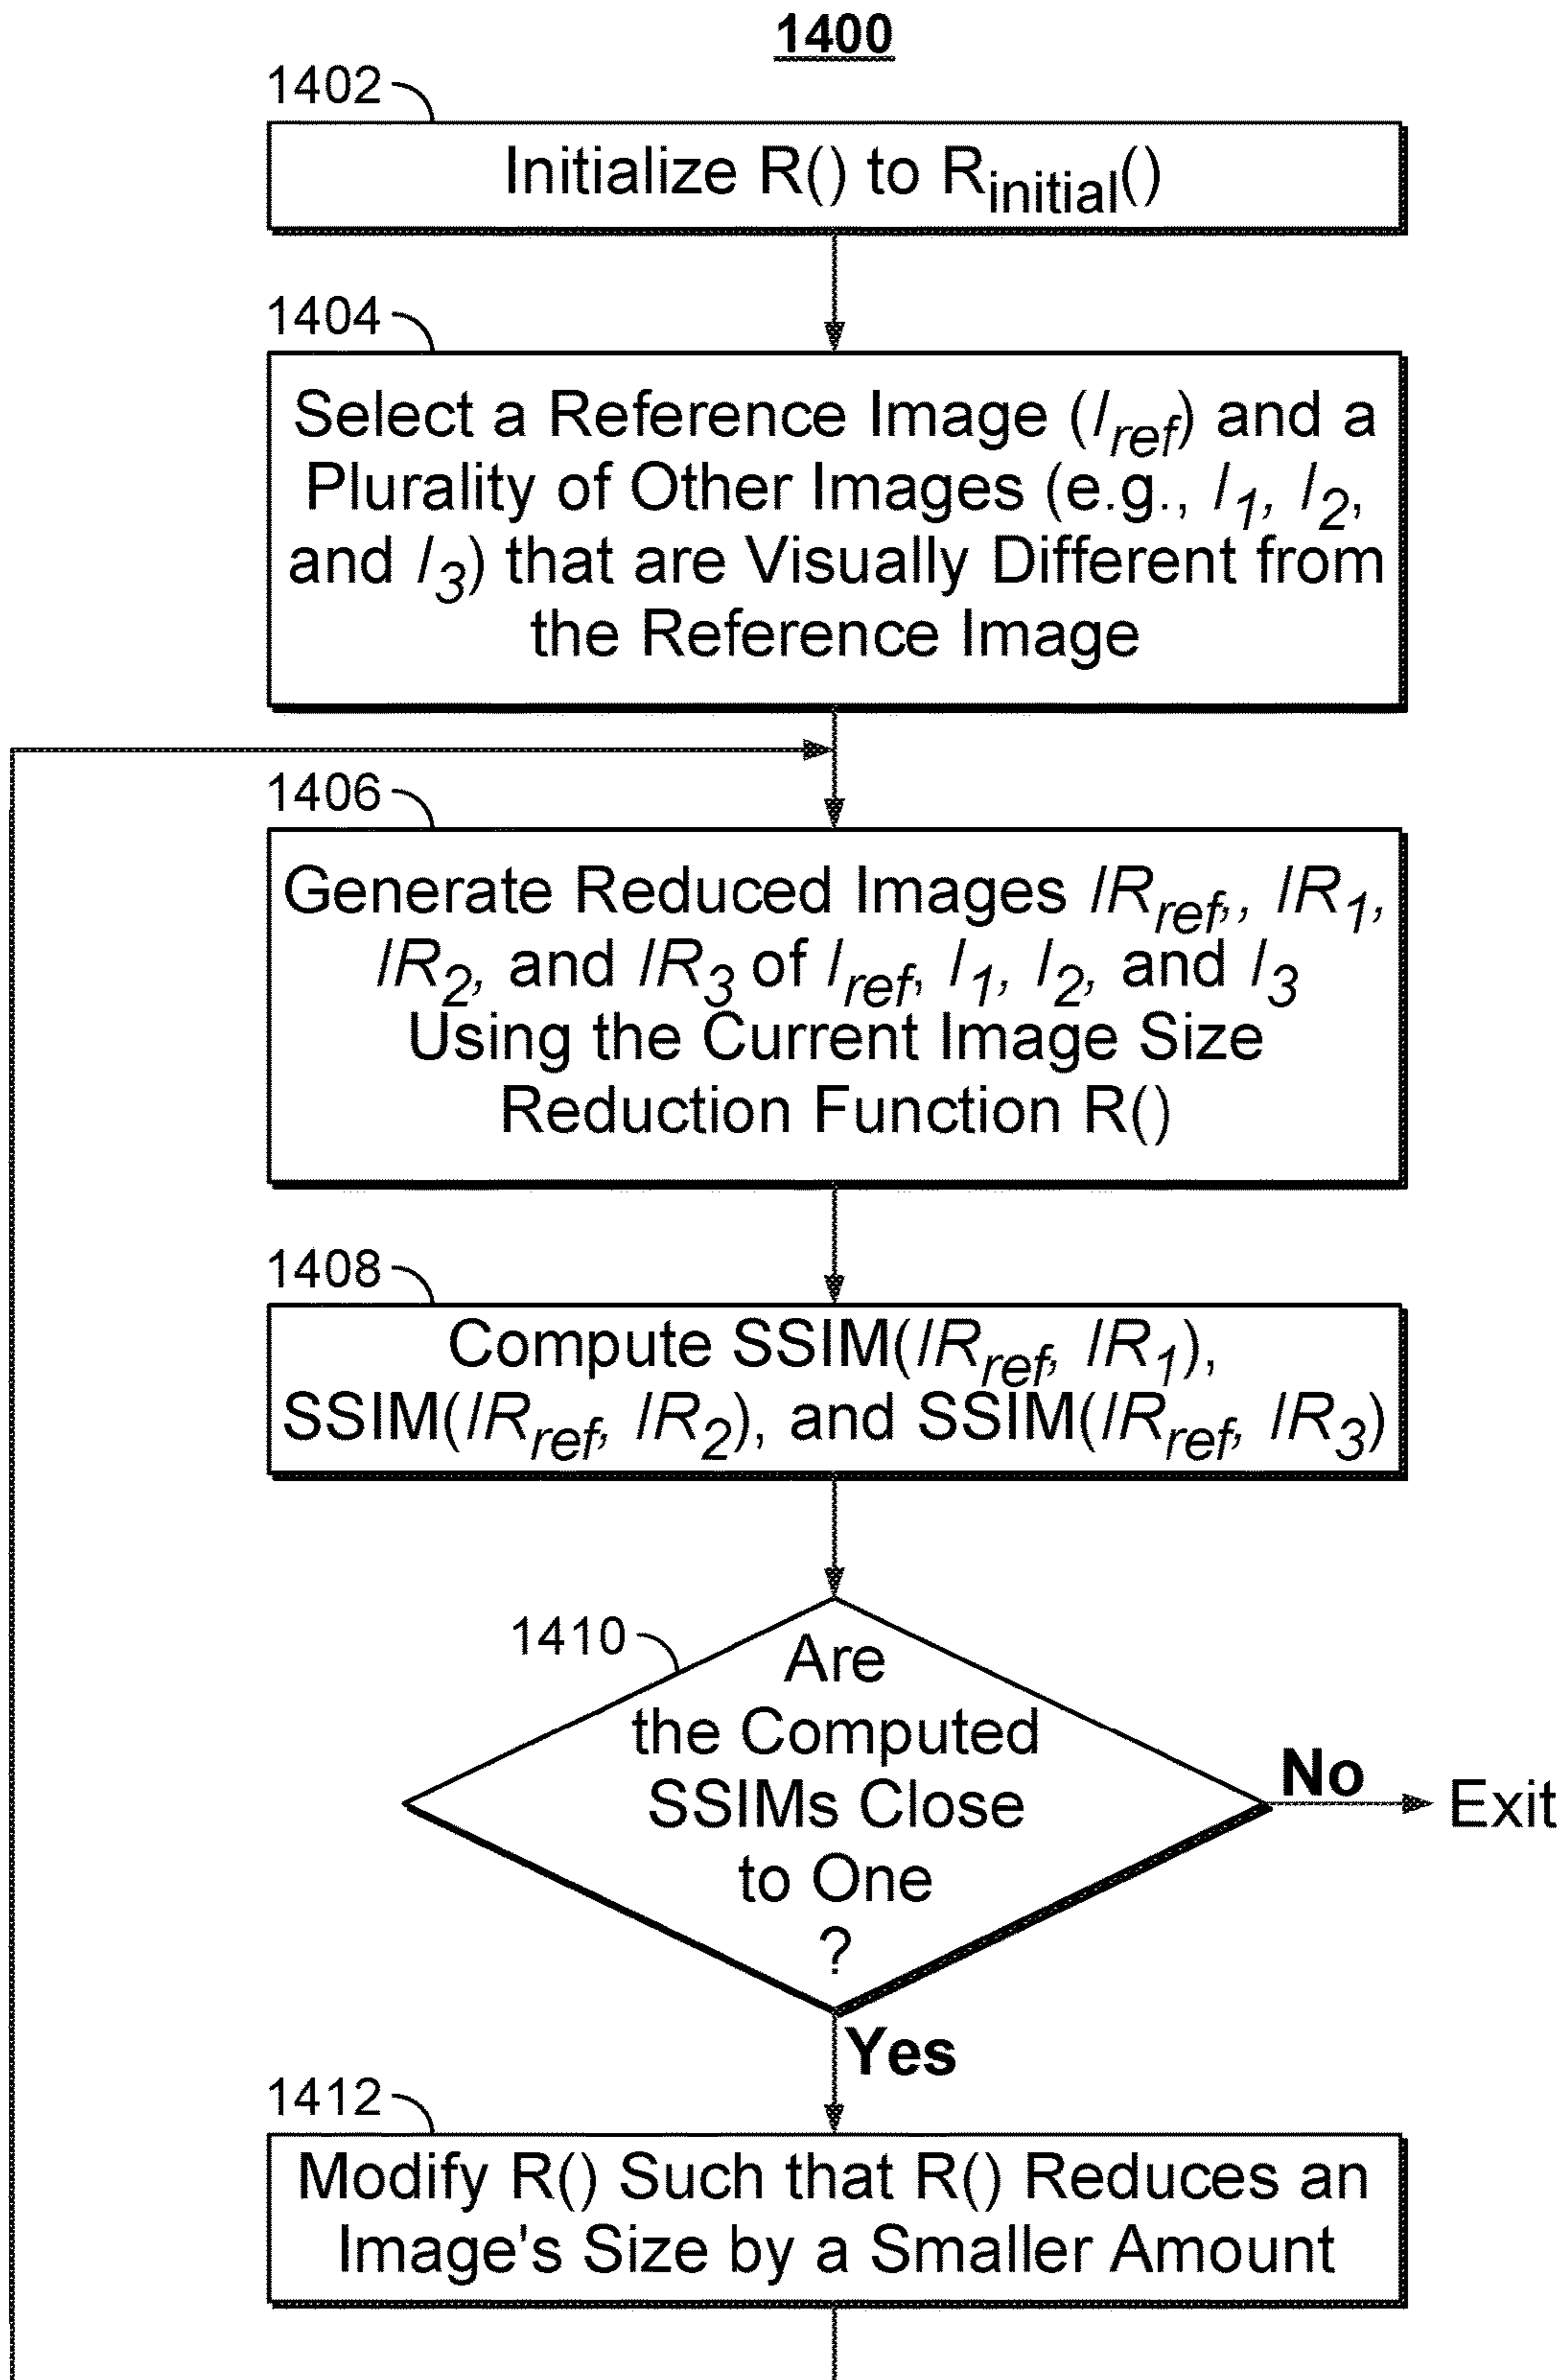 1400
1402
Initialize R() to Rinitial()
1404
Select a Reference Image (Iref) and a
Plurality of Other Images (e.g., I1, I2,
and I3) that are Visually Different from
the Reference Image
1406
Generate Reduced Images IRref,, IR1,
IR2, and IR3 of Iref, I1, I2, and I3
Using the Current Image Size
Reduction Function R()
1408
Compute SSIM(IRref, IR1),
SSIM(IRref, IR2), and SSIM(IRref, IR3)
1410
Are
the Computed
SSIMs Close
to One
?
No
Exit
Yes
1412
Modify R() Such that R() Reduces an
Image's Size by a Smaller Amount